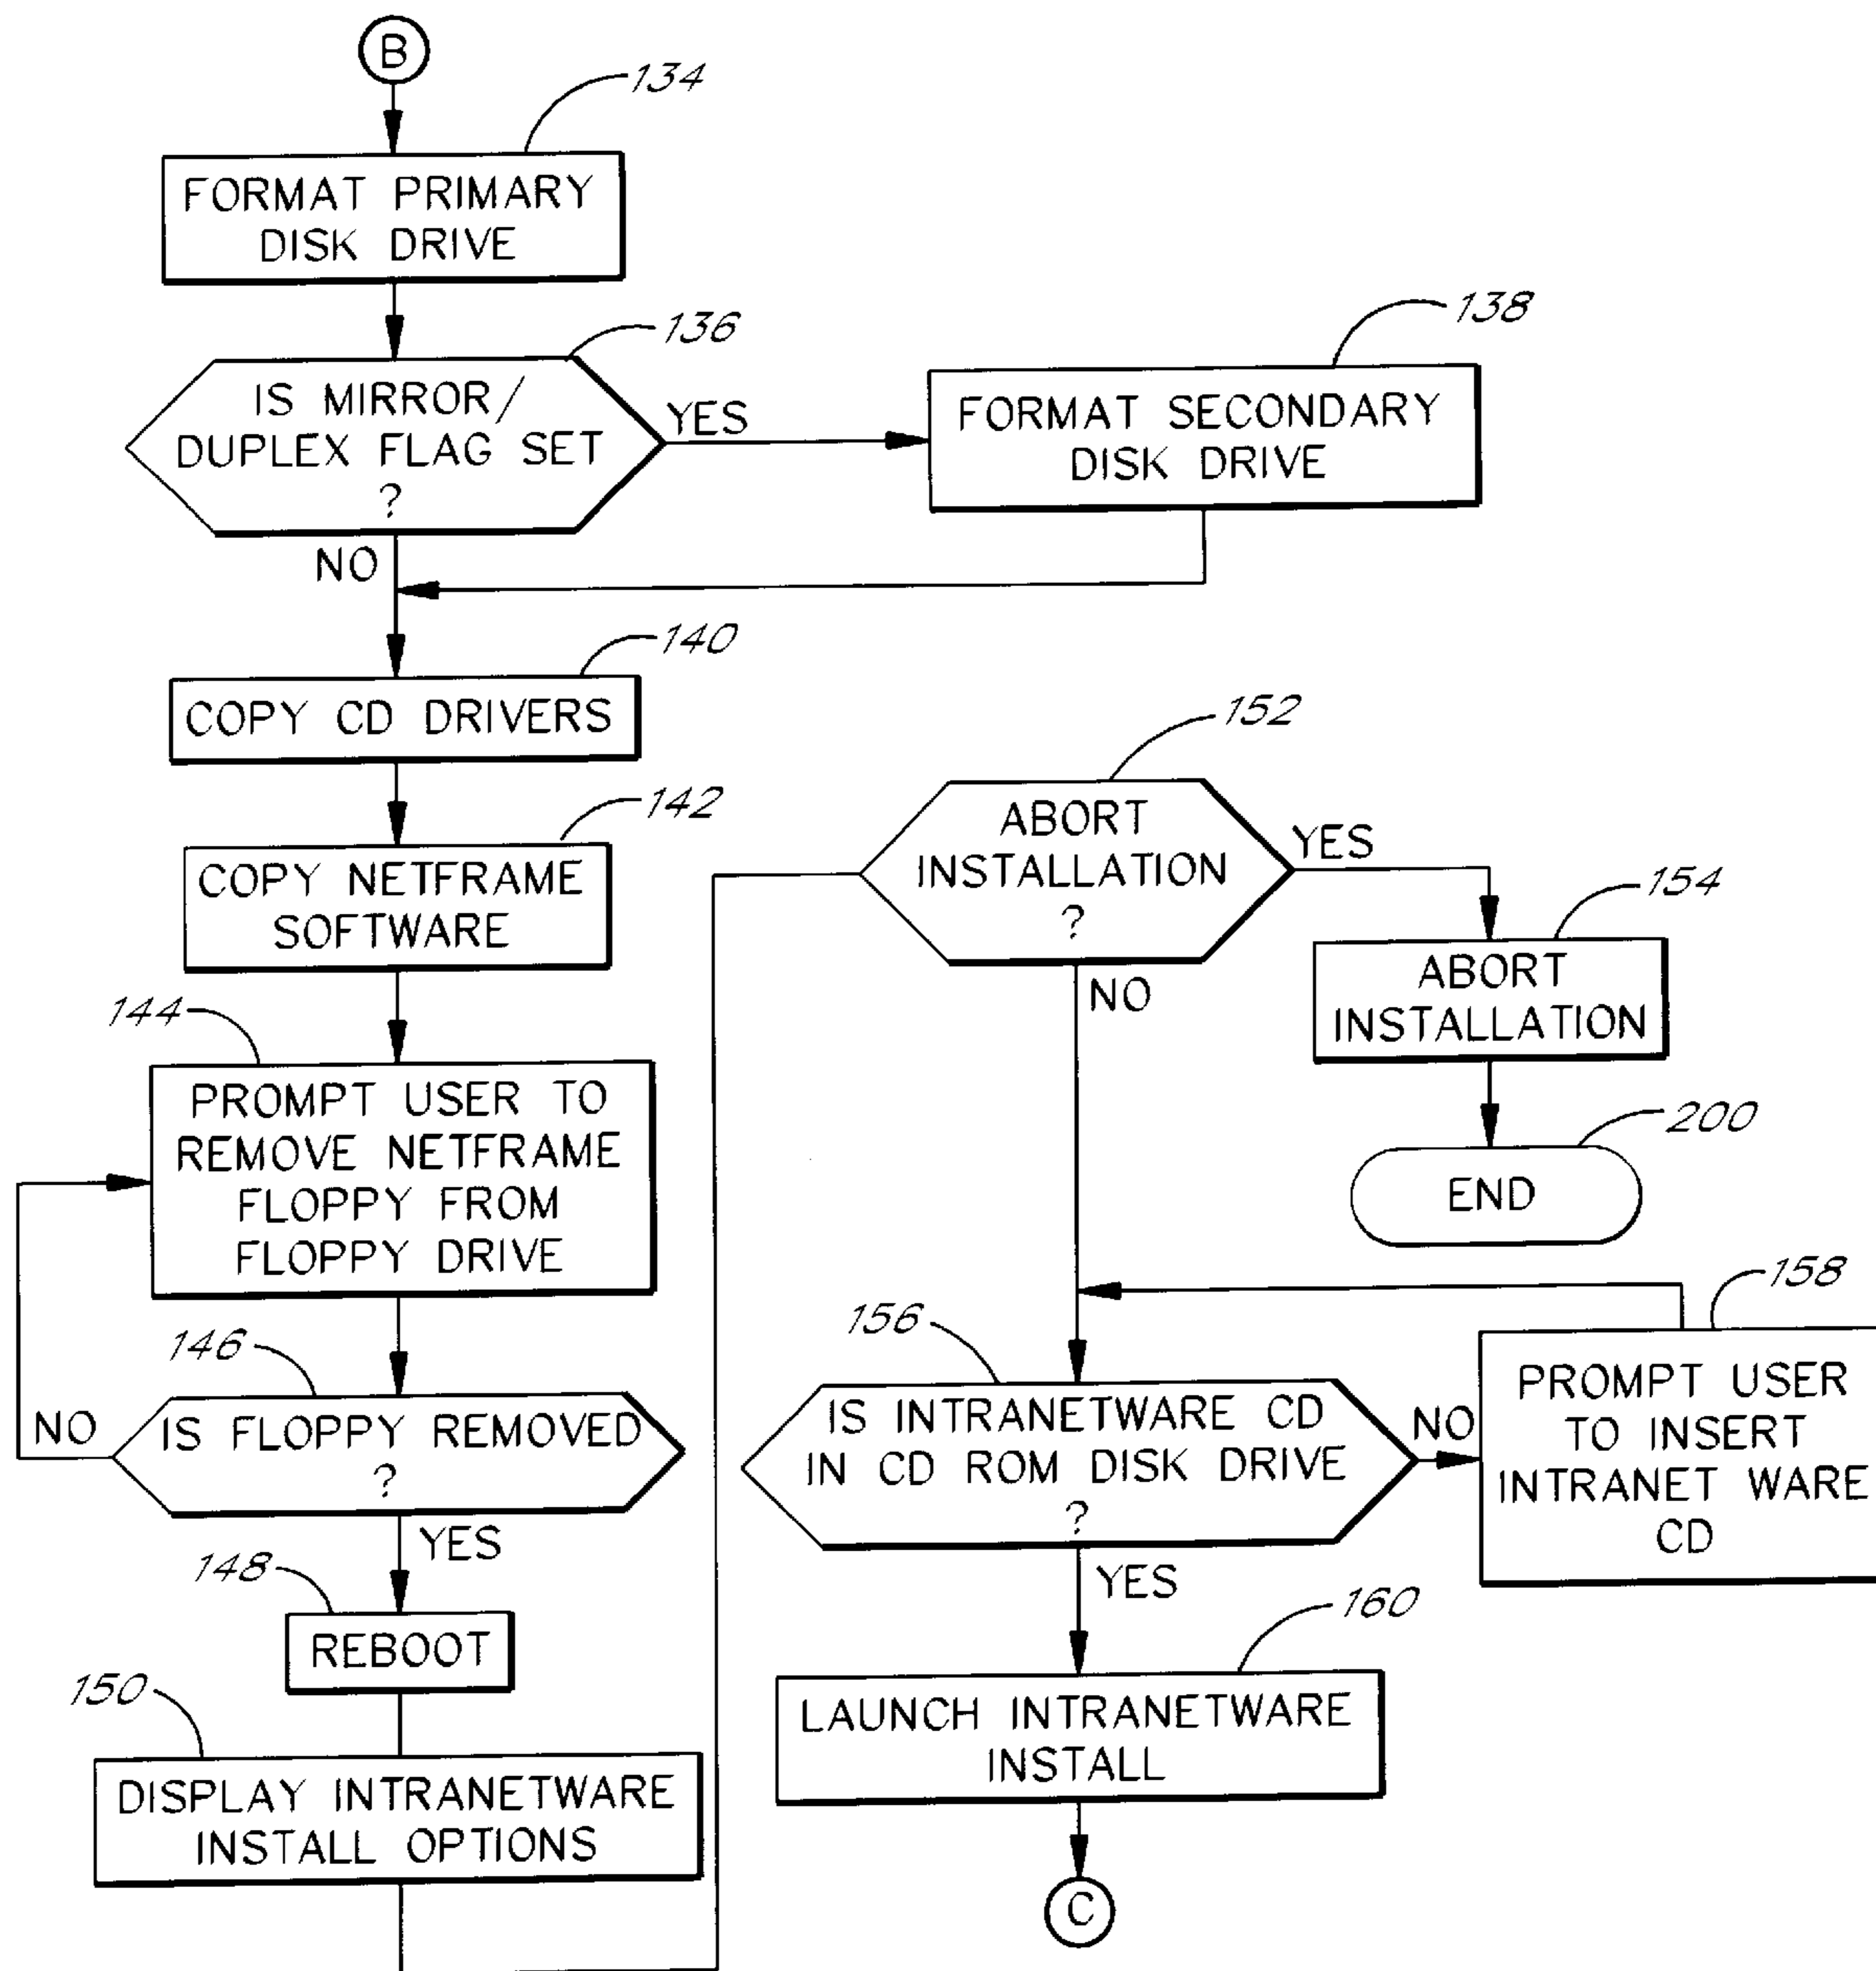 B
134
FORMAT PRIMARY
DISK DRIVE
136
IS MIRROR/
DUPLEX FLAG SET
?
YES
138
FORMAT SECONDARY
DISK DRIVE
NO
140
COPY CD DRIVERS
142
COPY NETFRAME
SOFTWARE
144
PROMPT USER TO
REMOVE NETFRAME
FLOPPY FROM
FLOPPY DRIVE
146
IS FLOPPY REMOVED
?
NO
YES
148
REBOOT
150
DISPLAY INTRANETWARE
INSTALL OPTIONS
152
ABORT
INSTALLATION
?
YES
154
ABORT
INSTALLATION
200
END
NO
156
IS INTRANETWARE CD
IN CD ROM DISK DRIVE
?
NO
158
PROMPT USER
TO INSERT
INTRANET WARE
CD
YES
160
LAUNCH INTRANETWARE
INSTALL
C